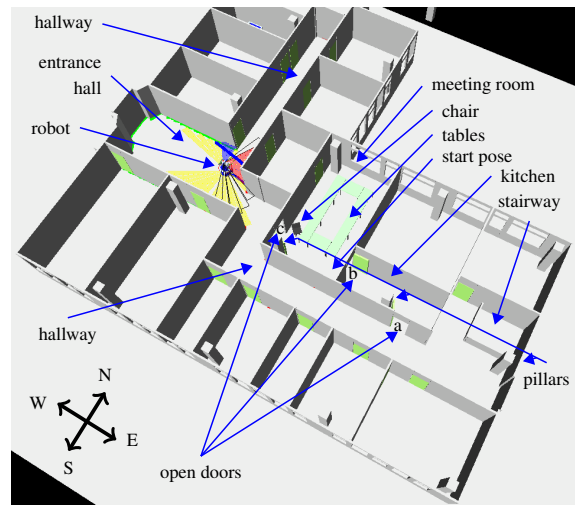 hallway
entrance
hall
robot
meeting room
chair
tables
start pose
kitchen
stairway
c
b
a
hallway
pillars
N
W
E
S
open doors